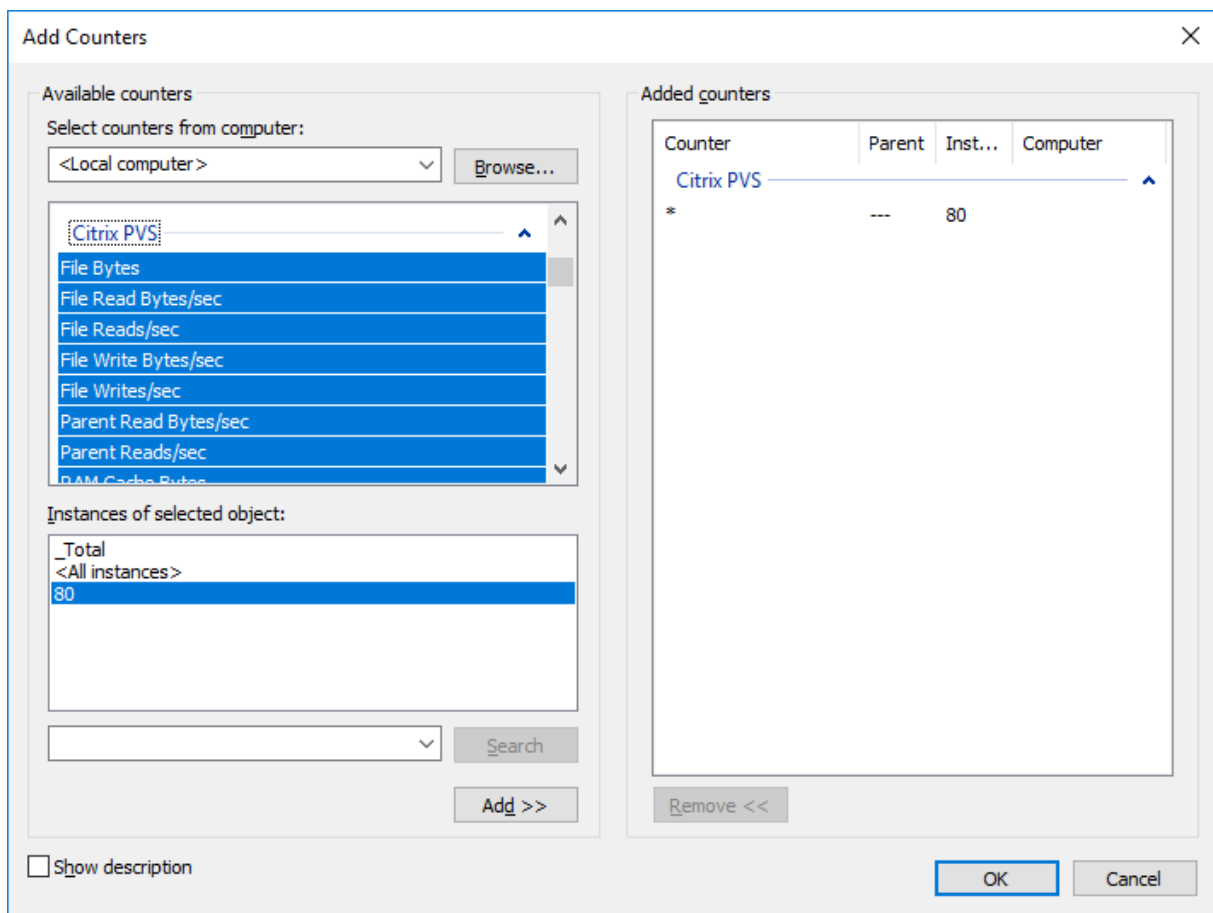 Add Counters
Available counters
Select counters from computer:
<Local computer>
Browse...
Citrix PVS
File Bytes
File Read Bytes/sec
File Reads/sec
File Write Bytes/sec
File Writes/sec
Parent Read Bytes/sec
Parent Reads/sec
RAM Cache Bytes
Instances of selected object:
_Total
<All instances>
80
Search
Add >>
Show description
Added counters
Counter Parent Inst... Computer
Citrix PVS
* --- 80
Remove <<
OK Cancel